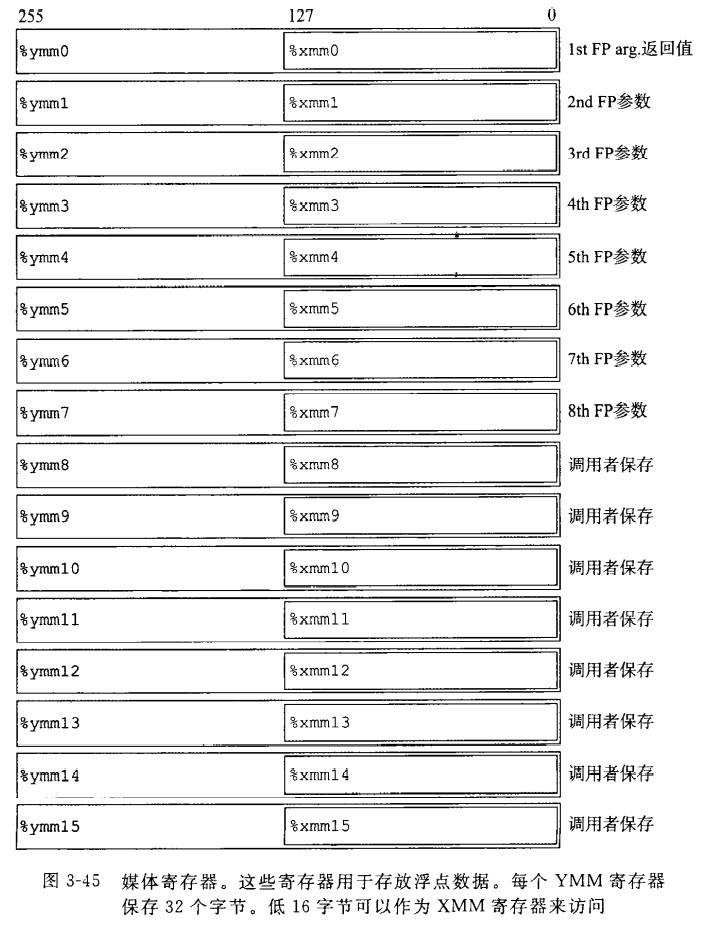 255 127 0
%ymm0 %xmm0 1st FP arg.返回值
%ymm1 %xmm1 2nd FP参数
%ymm2 %xmm2 3rd FP参数
%ymm3 %xmm3 4th FP参数
%ymm4 %xmm4 5th FP参数
%ymm5 %xmm5 6th FP参数
%ymm6 %xmm6 7th FP参数
%ymm7 %xmm7 8th FP参数
%ymm8 %xmm8 调用者保存
%ymm9 %xmm9 调用者保存
%ymm10 %xmm10 调用者保存
%ymm11 %xmm11 调用者保存
%ymm12 %xmm12 调用者保存
%ymm13 %xmm13 调用者保存
%ymm14 %xmm14 调用者保存
%ymm15 %xmm15 调用者保存
图 3-45 媒体寄存器。这些寄存器用于存放浮点数据。每个 YMM 寄存器
保存 32 个字节。低 16 字节可以作为 XMM 寄存器来访问